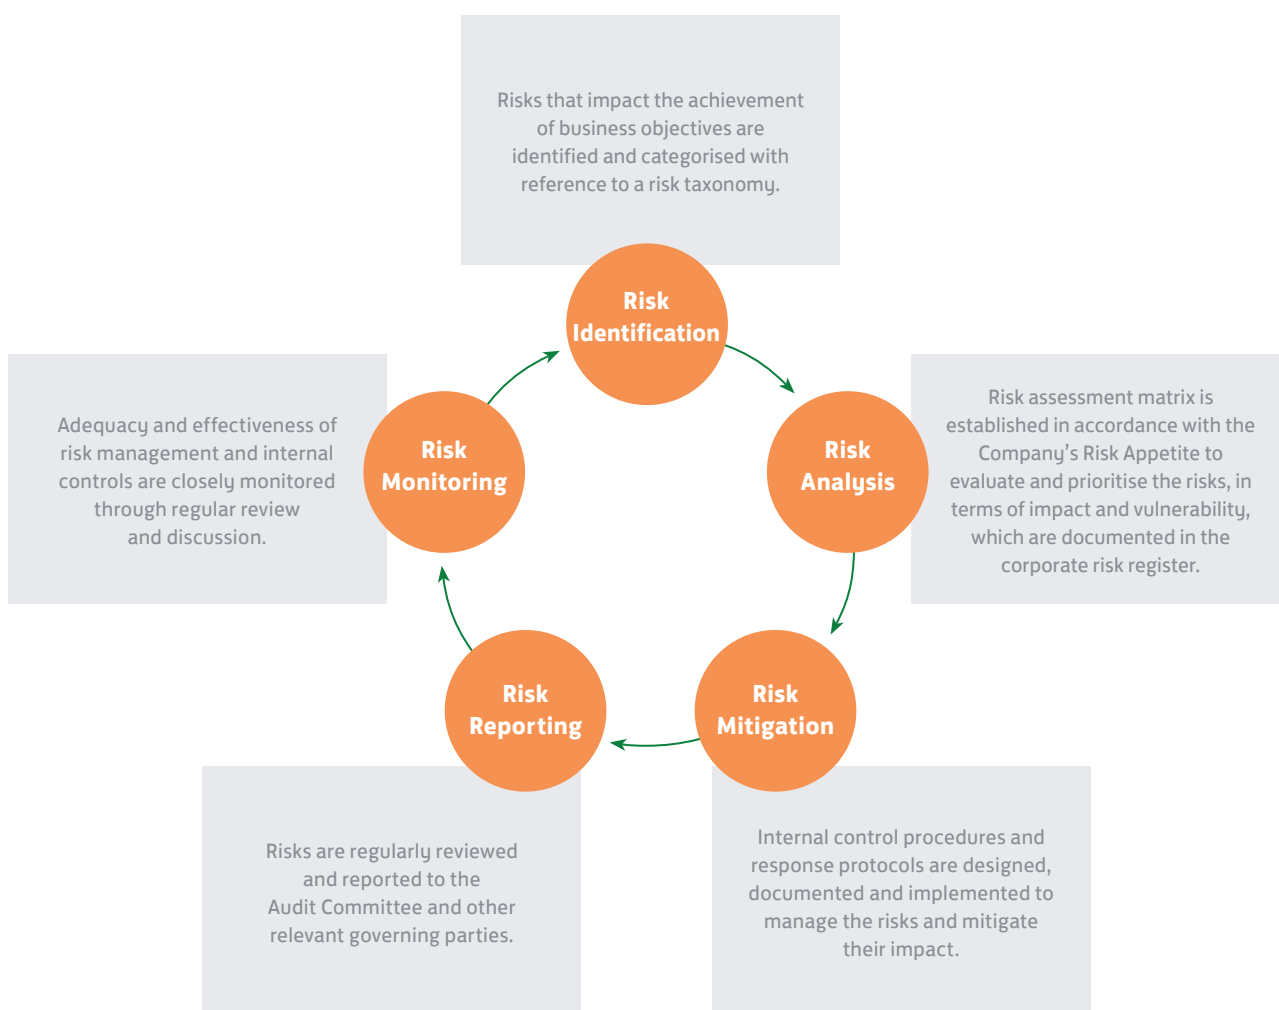 Risks that impact the achievement
of business objectives are
identified and categorised with
reference to a risk taxonomy.
Risk
Identification
Risk assessment matrix is
established in accordance with the
Company’s Risk Appetite to
evaluate and prioritise the risks, in
terms of impact and vulnerability,
which are documented in the
corporate risk register.
Risk
Analysis
Risk
Mitigation
Internal control procedures and
response protocols are designed,
documented and implemented to
manage the risks and mitigate
their impact.
Risk
Reporting
Risks are regularly reviewed
and reported to the
Audit Committee and other
relevant governing parties.
Risk
Monitoring
Adequacy and effectiveness of
risk management and internal
controls are closely monitored
through regular review
and discussion.